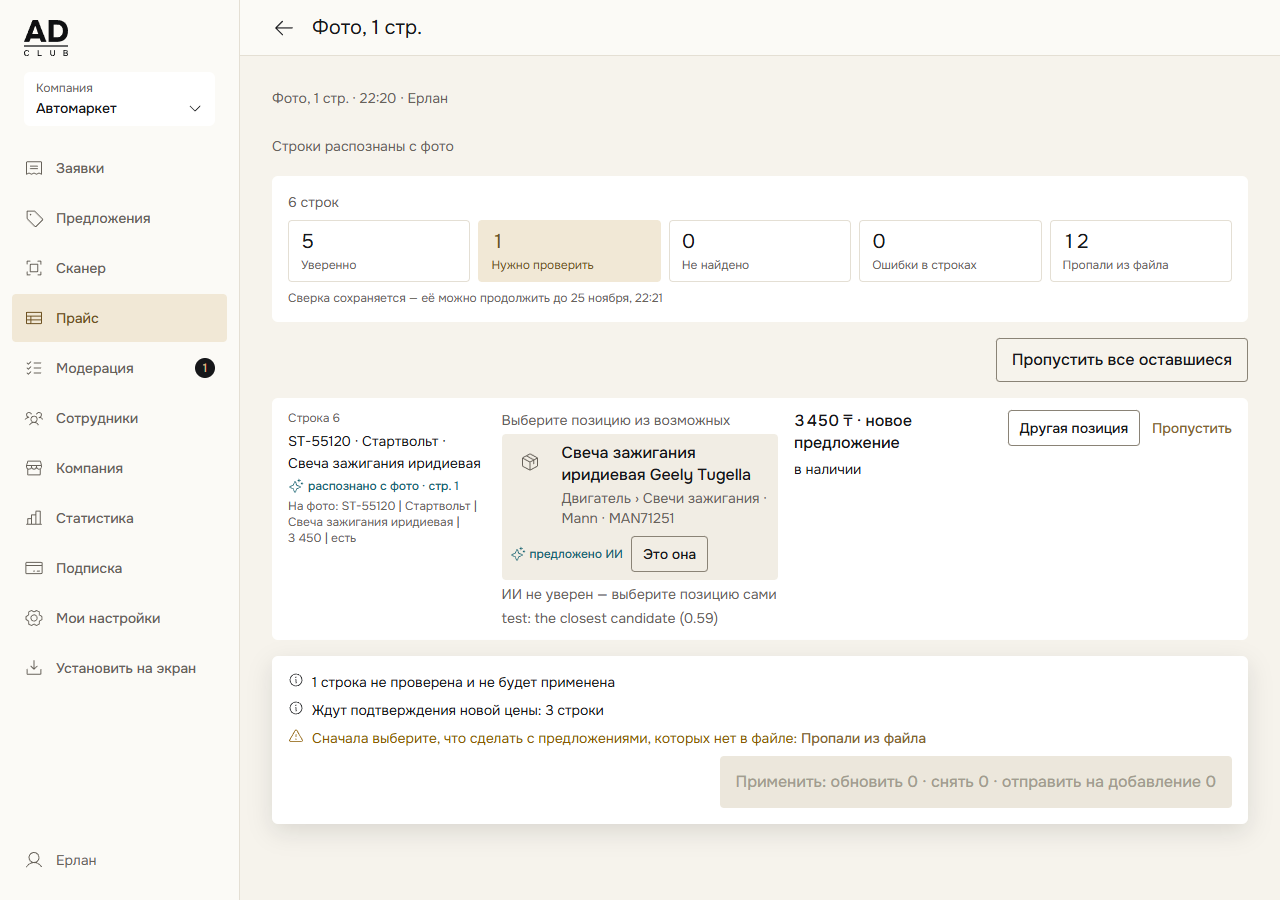 AD
CLUB
Компания
Автомаркет
Заявки
Предложения
Сканер
Прайс
Модерация
1
Сотрудники
Компания
Статистика
Подписка
Мои настройки
Установить на экран
Ерлан
Фото, 1 стр.
Фото, 1 стр. · 22:20 · Ерлан
Строки распознаны с фото
6 строк
5
Уверенно
1
Нужно проверить
0
Не найдено
0
Ошибки в строках
12
Пропали из файла
Сверка сохраняется — её можно продолжить до 25 ноября, 22:21
Пропустить все оставшиеся
Строка 6
ST-55120 · Стартвольт ·
Свеча зажигания иридиевая
распознано с фото · стр. 1
На фото: ST-55120 | Стартвольт |
Свеча зажигания иридиевая |
3 450 | есть
Выберите позицию из возможных
Свеча зажигания
иридиевая Geely Tugella
Двигатель › Свечи зажигания ·
Mann · MAN71251
предложено ИИ
Это она
ИИ не уверен — выберите позицию сами
test: the closest candidate (0.59)
3 450 ₸ · новое
предложение
в наличии
Другая позиция
Пропустить
1 строка не проверена и не будет применена
Ждут подтверждения новой цены: 3 строки
Сначала выберите, что сделать с предложениями, которых нет в файле: Пропали из файла
Применить: обновить 0 · снять 0 · отправить на добавление 0